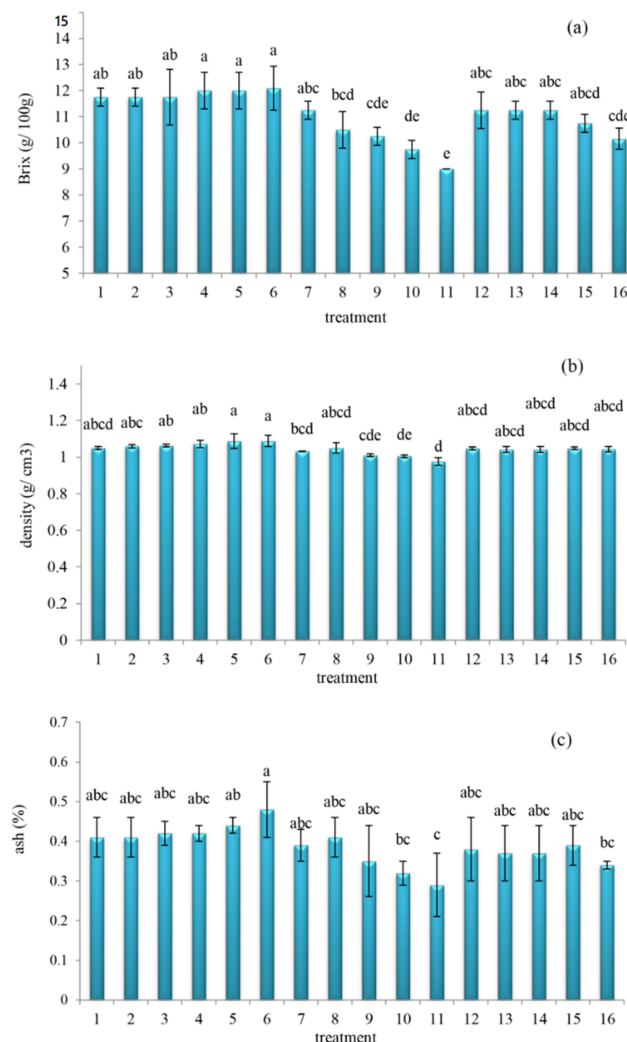 15
14
13
12
11
10
9
8
7
6
5
Brix (g/ 100g)
(a)
ab ab ab a a a abc bcd cde de e abc abc abc abcd cde
1 2 3 4 5 6 7 8 9 10 11 12 13 14 15 16
treatment
1.4
1.2
1
0.8
0.6
0.4
0.2
0
density (g/ cm3)
(b)
abcd abc ab ab a a bcd abcd cde de d abcd abcd abcd abcd abcd
1 2 3 4 5 6 7 8 9 10 11 12 13 14 15 16
treatment
0.7
0.6
0.5
0.4
0.3
0.2
0.1
0
ash (%)
(c)
abc abc abc abc ab a abc abc abc bc c abc abc abc abc bc
1 2 3 4 5 6 7 8 9 10 11 12 13 14 15 16
treatment